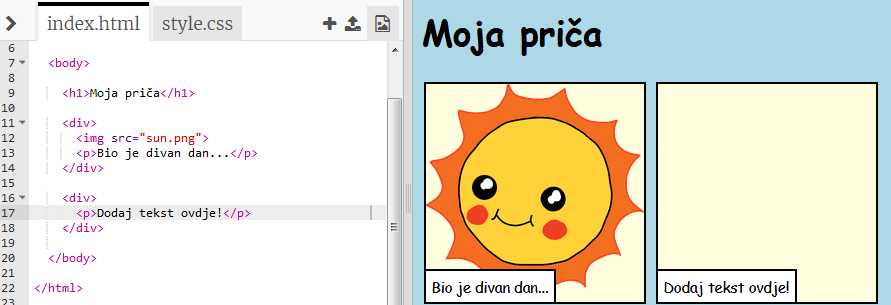 index.html
style.css
6
7 <body>
8
9 <h1>Moja priča</h1>
10
11 <div>
12 <img src="sun.png">
13 <p>Bio je divan dan...</p>
14 </div>
15
16 <div>
17 <p>Dodaj tekst ovdje!</p>
18 </div>
19
20 </body>
21
22 </html>
23
Moja priča
Bio je divan dan...
Dodaj tekst ovdje!